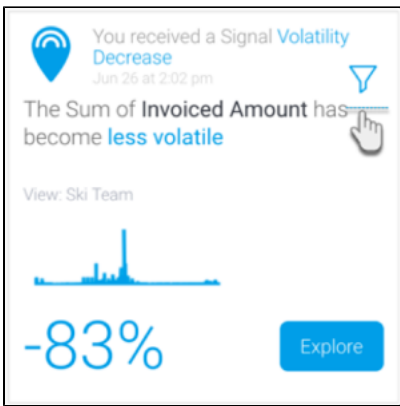 You received a Signal Volatility
Decrease
Jun 26 at 2:02 pm
The Sum of Invoiced Amount has
become less volatile
View: Ski Team
-83%
Explore